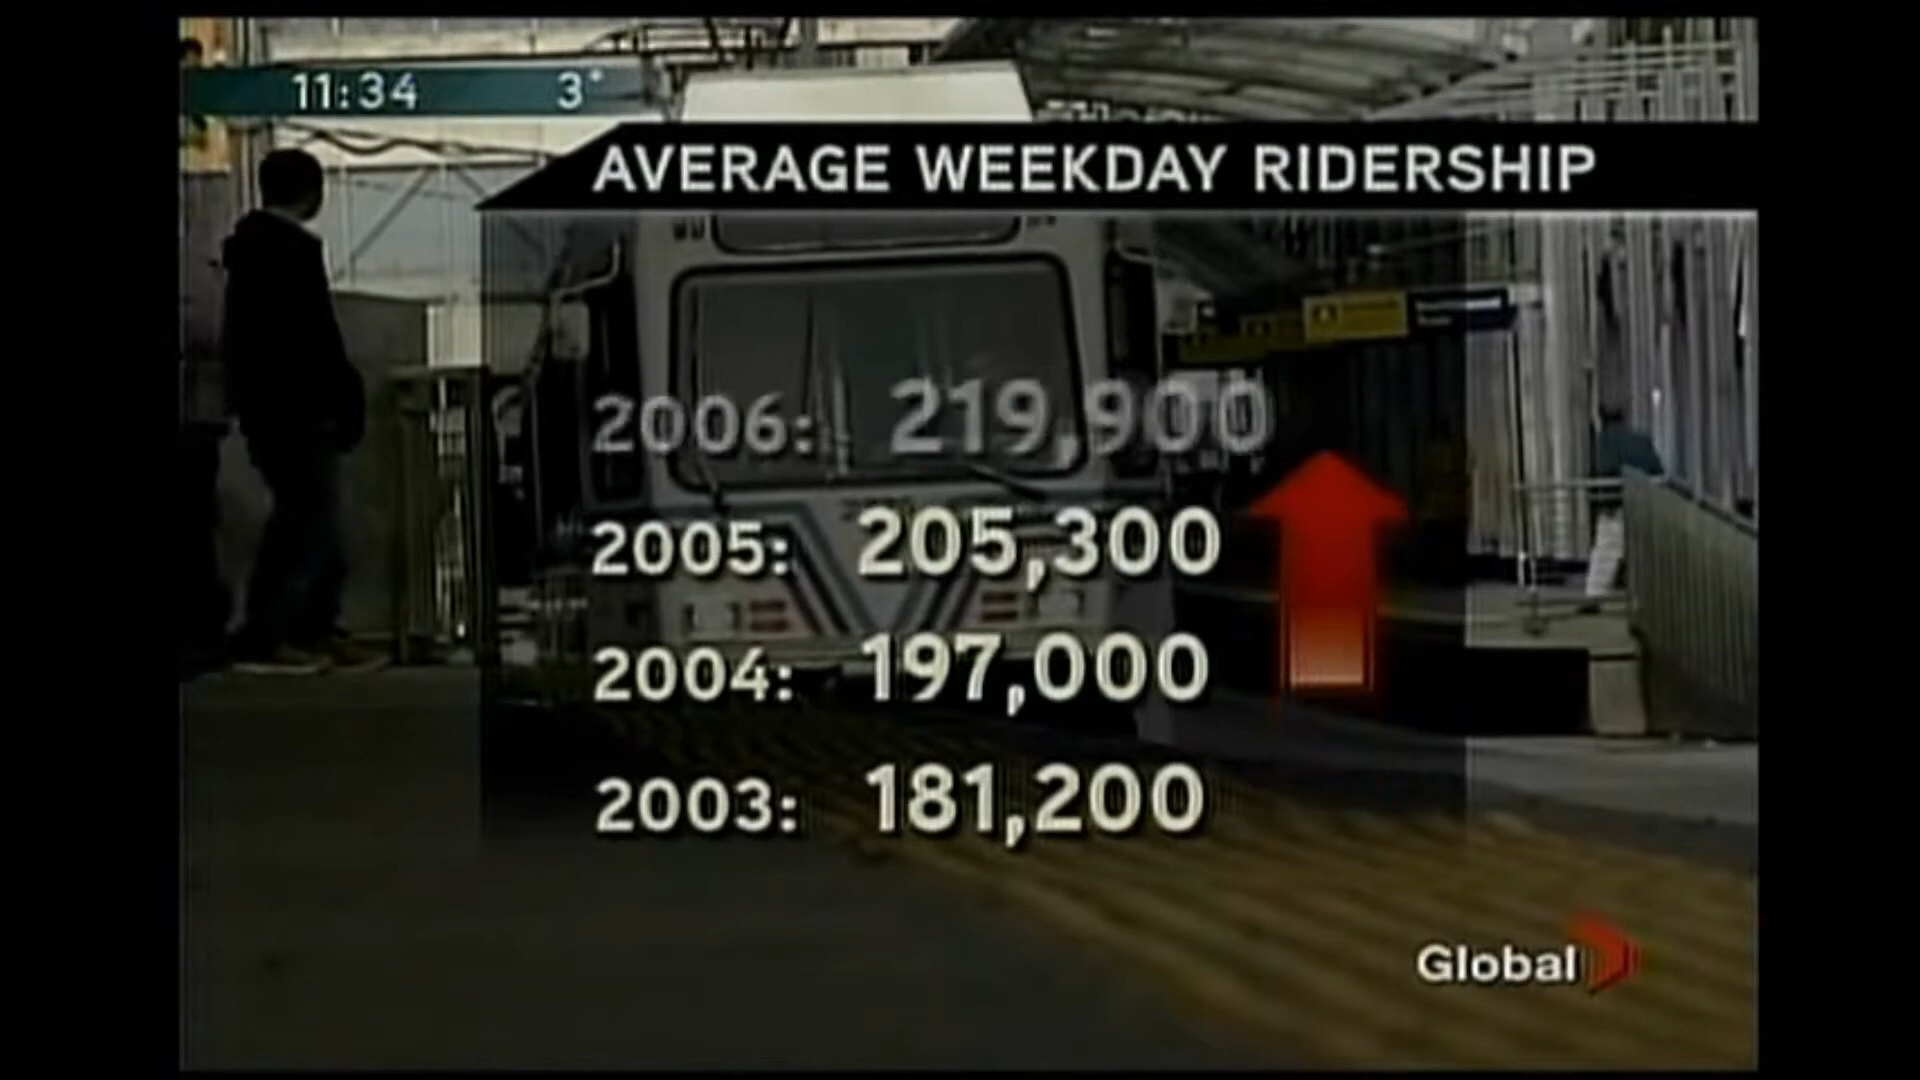 11:34 3°
AVERAGE WEEKDAY RIDERSHIP
2006: 219,900
2005: 205,300
2004: 197,000
2003: 181,200
Global